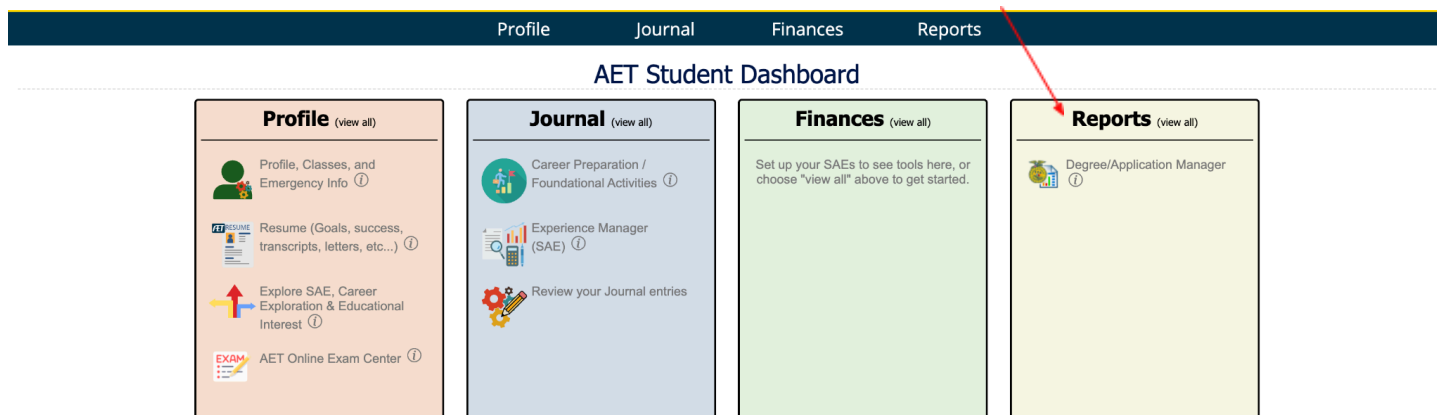 Profile Journal Finances Reports
AET Student Dashboard
Profile (view all)
Profile, Classes, and
Emergency Info ⓘ
RESUME
Resume (Goals, success,
transcripts, letters, etc...) ⓘ
Explore SAE, Career
Exploration & Educational
Interest ⓘ
EXAM
AET Online Exam Center ⓘ
Journal (view all)
Career Preparation /
Foundational Activities ⓘ
Experience Manager
(SAE) ⓘ
Review your Journal entries
Finances (view all)
Set up your SAEs to see tools here, or
choose "view all" above to get started.
Reports (view all)
Degree/Application Manager
ⓘ